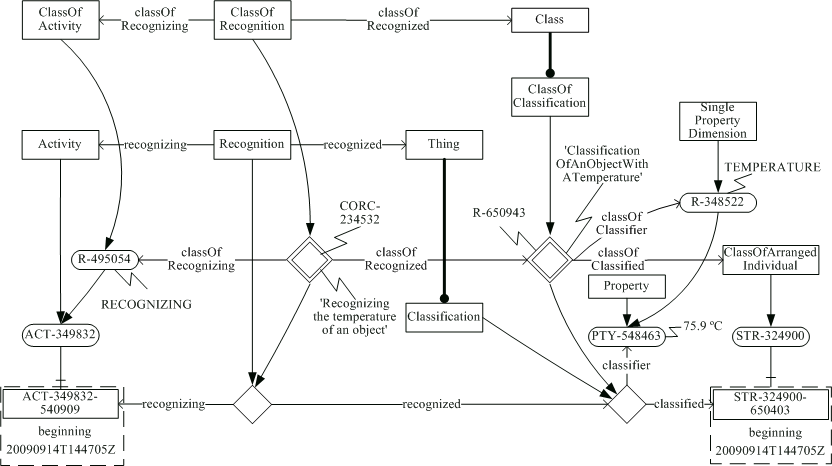 ClassOf
Activity
classOf
Recognizing
ClassOf
Recognition
classOf
Recognized
Class
ClassOf
Classification
Single
Property
Dimension
Activity
recognizing
Recognition
recognized
Thing
'Classification
OfAnObjectWith
ATemperature'
TEMPERATURE
R-348522
CORC-
234532
R-650943
classOf
Classifier
R-495054
classOf
Recognizing
classOf
Recognized
classOf
Classified
ClassOfArranged
Individual
RECOGNIZING
'Recognizing
the temperature
of an object'
Property
Classification
ACT-349832
PTY-548463
75.9 ºC
STR-324900
classifier
ACT-349832-
540909
recognizing
recognized
classified
STR-324900-
650403
beginning
20090914T144705Z
beginning
20090914T144705Z